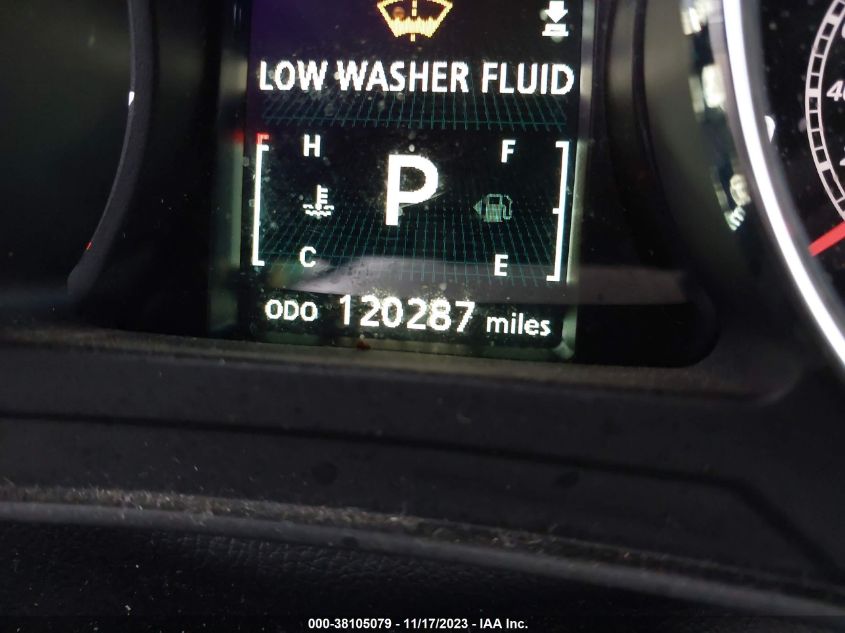 LOW WASHER FLUID
H
F
P
C
E
ODO 120287 miles
000-38105079 - 11/17/2023 - IAA Inc.